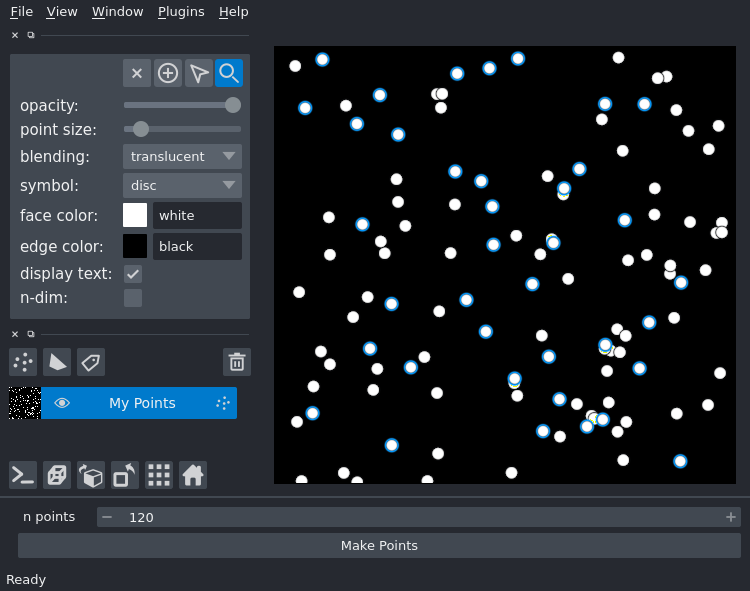 File View Window Plugins Help
opacity:
point size:
blending: translucent
symbol: disc
face color: white
edge color: black
display text:
n-dim:
My Points
n points 120
Make Points
Ready